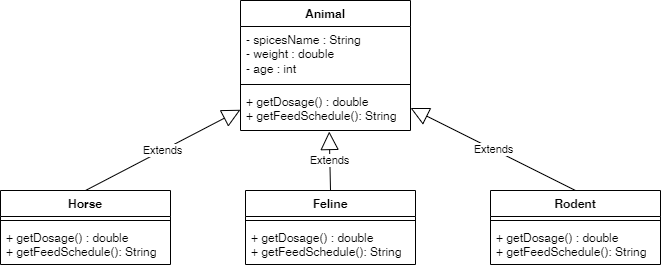 Animal
- spicesName : String
- weight : double
- age : int
+ getDosage() : double
+ getFeedSchedule(): String
Extends
Extends
Extends
Horse
+ getDosage() : double
+ getFeedSchedule(): String
Feline
+ getDosage() : double
+ getFeedSchedule(): String
Rodent
+ getDosage() : double
+ getFeedSchedule(): String